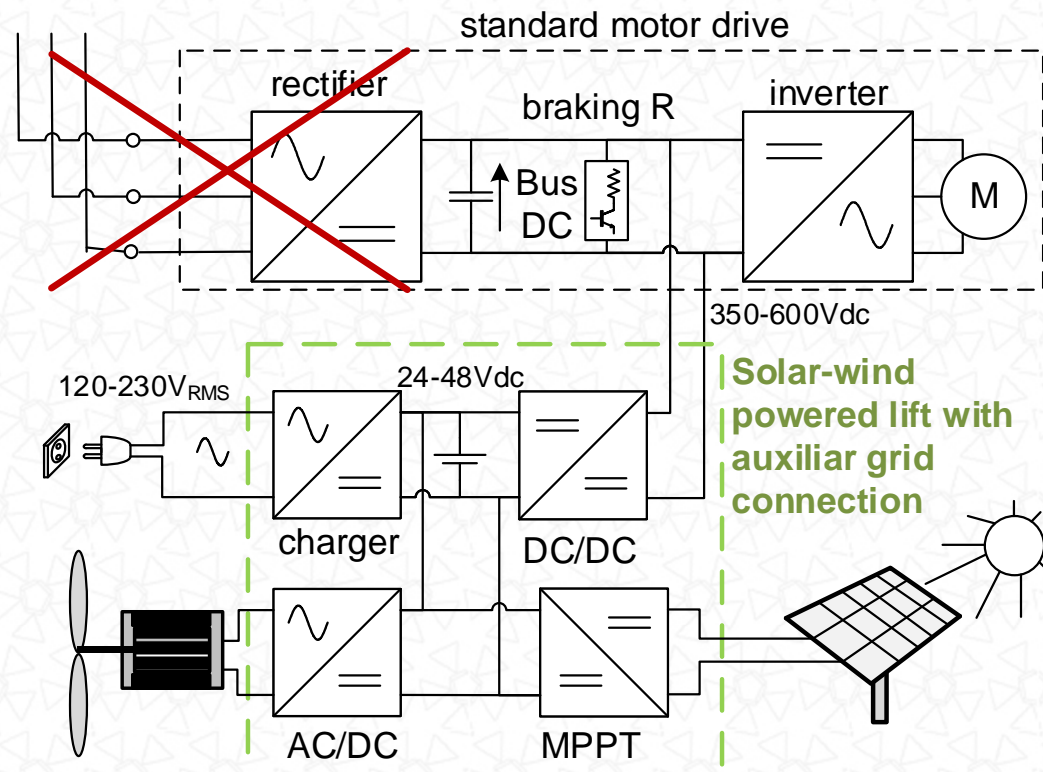 standard motor drive
rectifier
braking R
inverter
Bus
DC
M
350-600Vdc
120-230VRMS
24-48Vdc
Solar-wind
powered lift with
auxiliar grid
connection
charger
DC/DC
AC/DC
MPPT